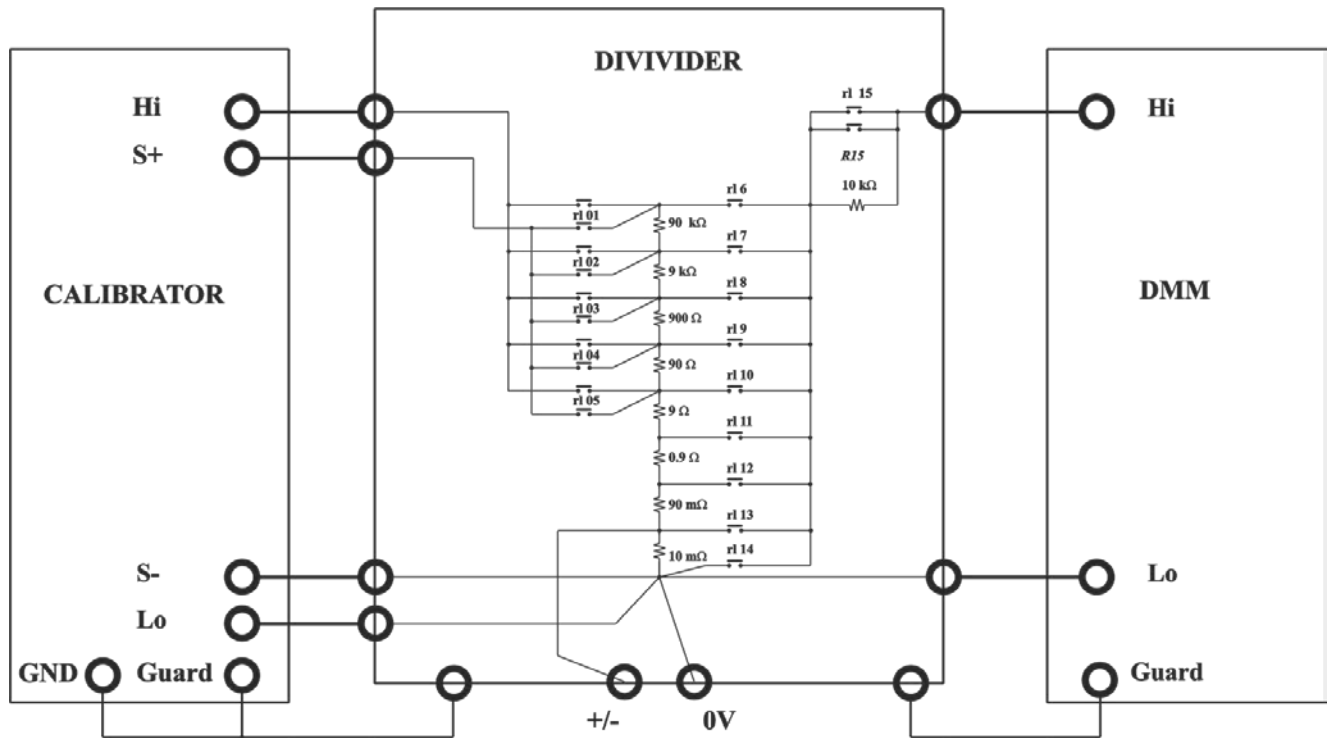 DIVIVIDER
Hi
rl 15
Hi
S+
R15
10 kΩ
rl 6
rl 01
90 kΩ
rl 7
rl 02
9 kΩ
CALIBRATOR
rl 8
DMM
rl 03
900 Ω
rl 9
rl 04
90 Ω
rl 10
rl 05
9 Ω
rl 11
0.9 Ω
rl 12
90 mΩ
rl 13
rl 14
10 mΩ
S-
Lo
Lo
GND
Guard
Guard
+/-
0V